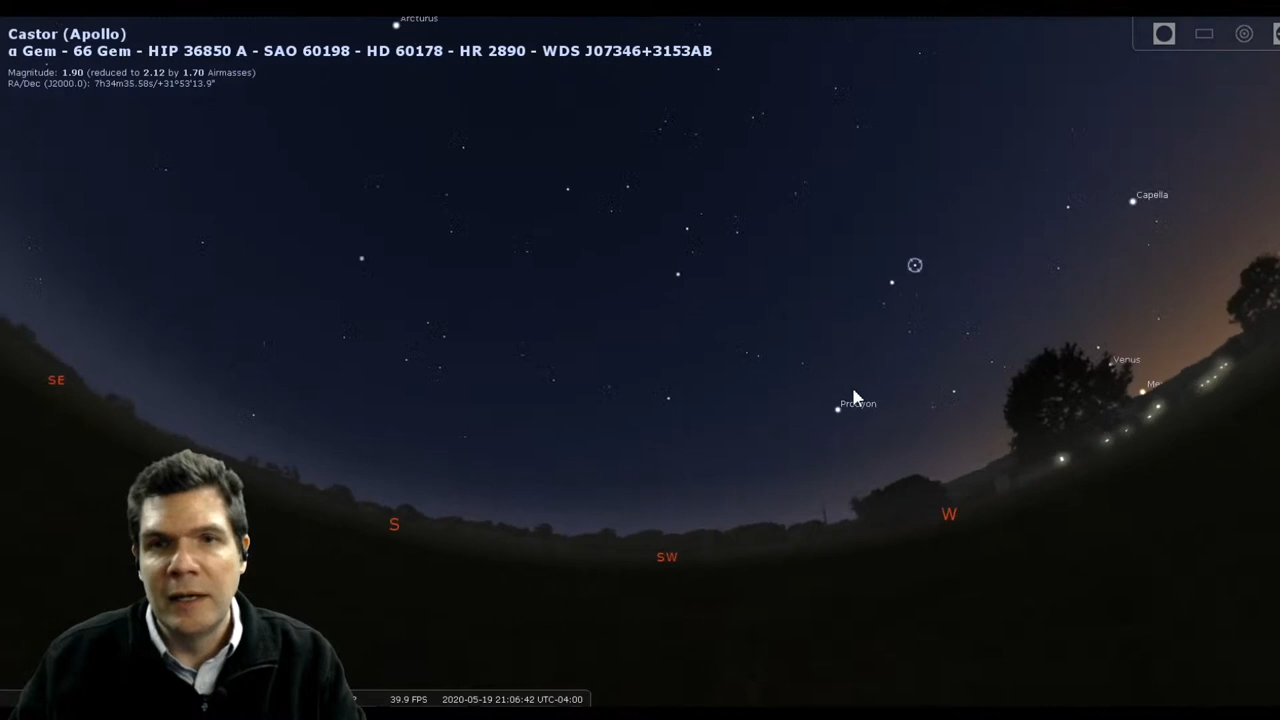 Arcturus
Castor (Apollo)
α Gem - 66 Gem - HIP 36850 A - SAO 60198 - HD 60178 - HR 2890 - WDS J07346+3153AB
Magnitude: 1.90 (reduced to 2.12 by 1.70 Airmasses)
RA/Dec (J2000.0): 7h34m35.58s/+31°53'13.9"
Capella
Venus
SE
Procyon
W
S
SW
39.9 FPS 2020-05-19 21:06:42 UTC-04:00